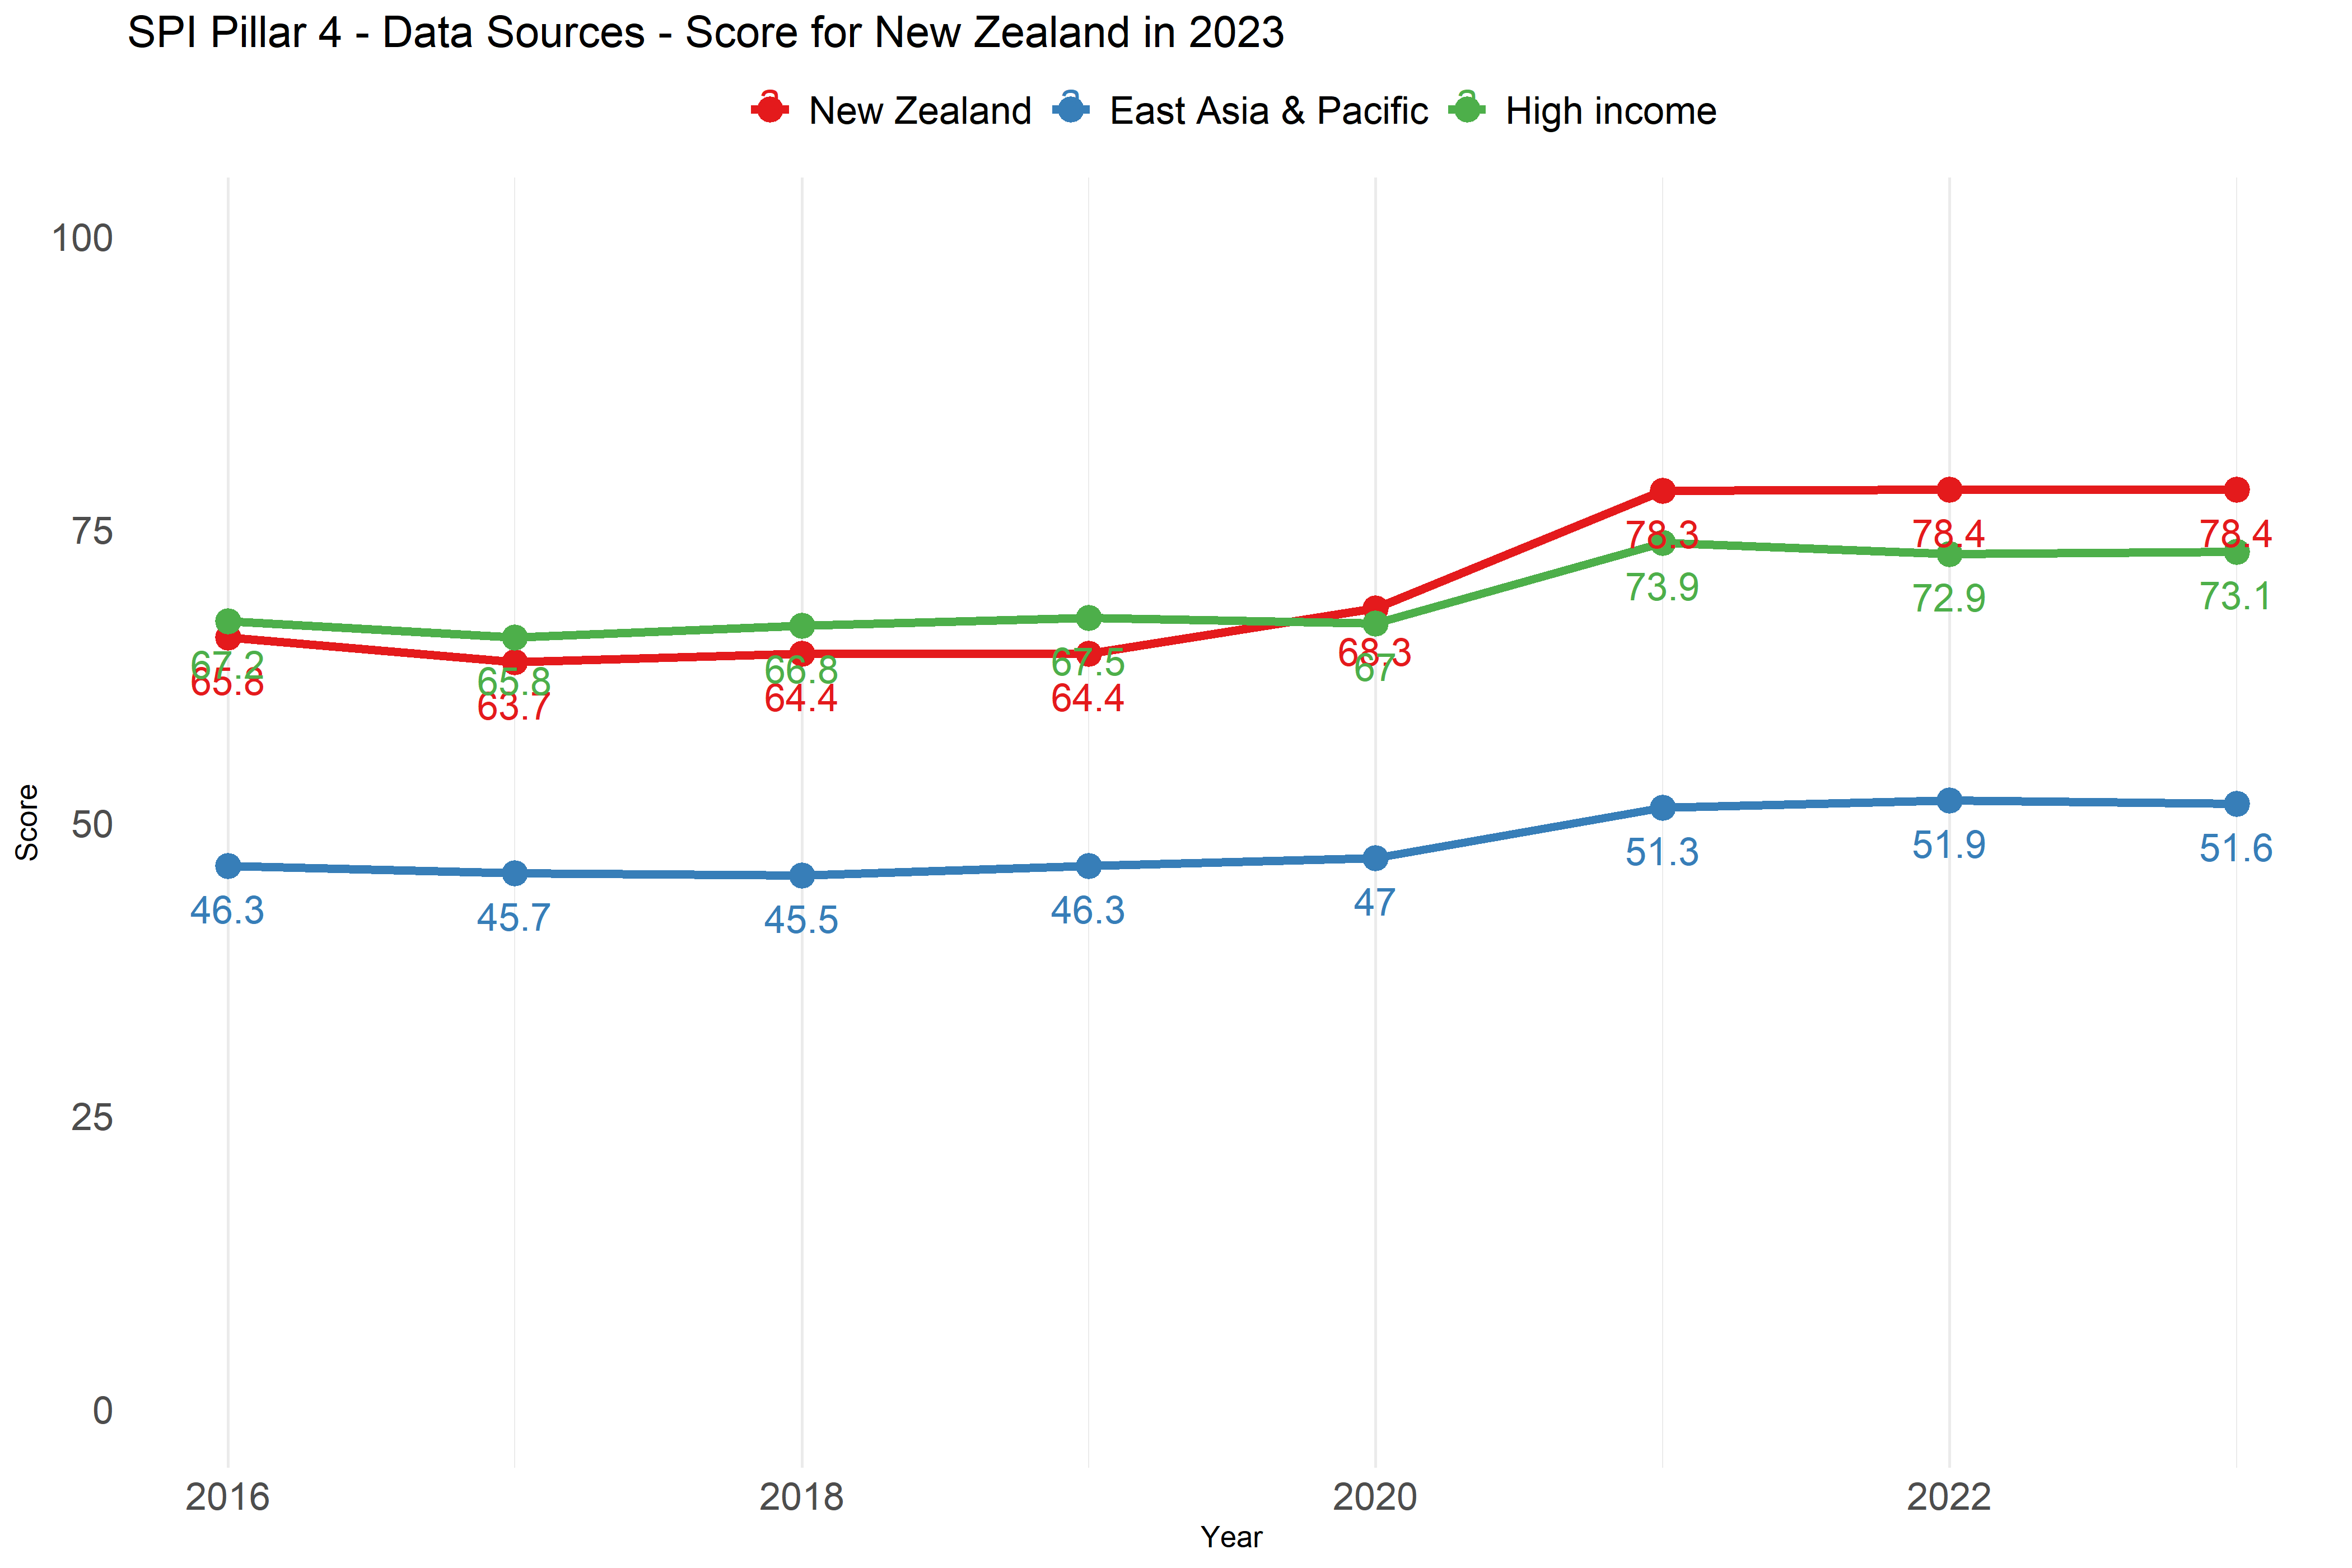 SPI Pillar 4 - Data Sources - Score for New Zealand in 2023
New Zealand East Asia & Pacific High income
100
75
50
25
0
Score
67.2 65.8 66.8 67.5 67 73.9 72.9 73.1
65.8 63.7 64.4 64.4 68.3 78.3 78.4 78.4
46.3 45.7 45.5 46.3 47 51.3 51.9 51.6
2016 2018 2020 2022
Year